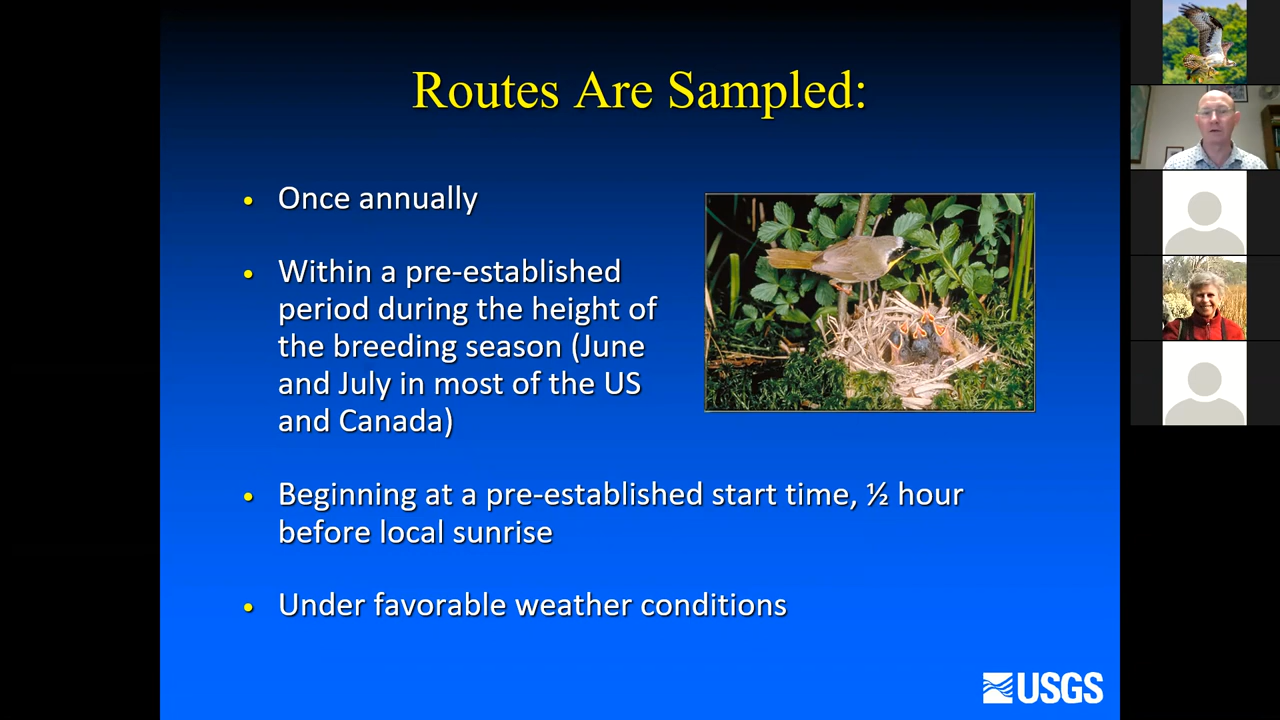 Routes Are Sampled:
• Once annually
• Within a pre-established
period during the height of
the breeding season (June
and July in most of the US
and Canada)
• Beginning at a pre-established start time, ½ hour
before local sunrise
• Under favorable weather conditions
USGS